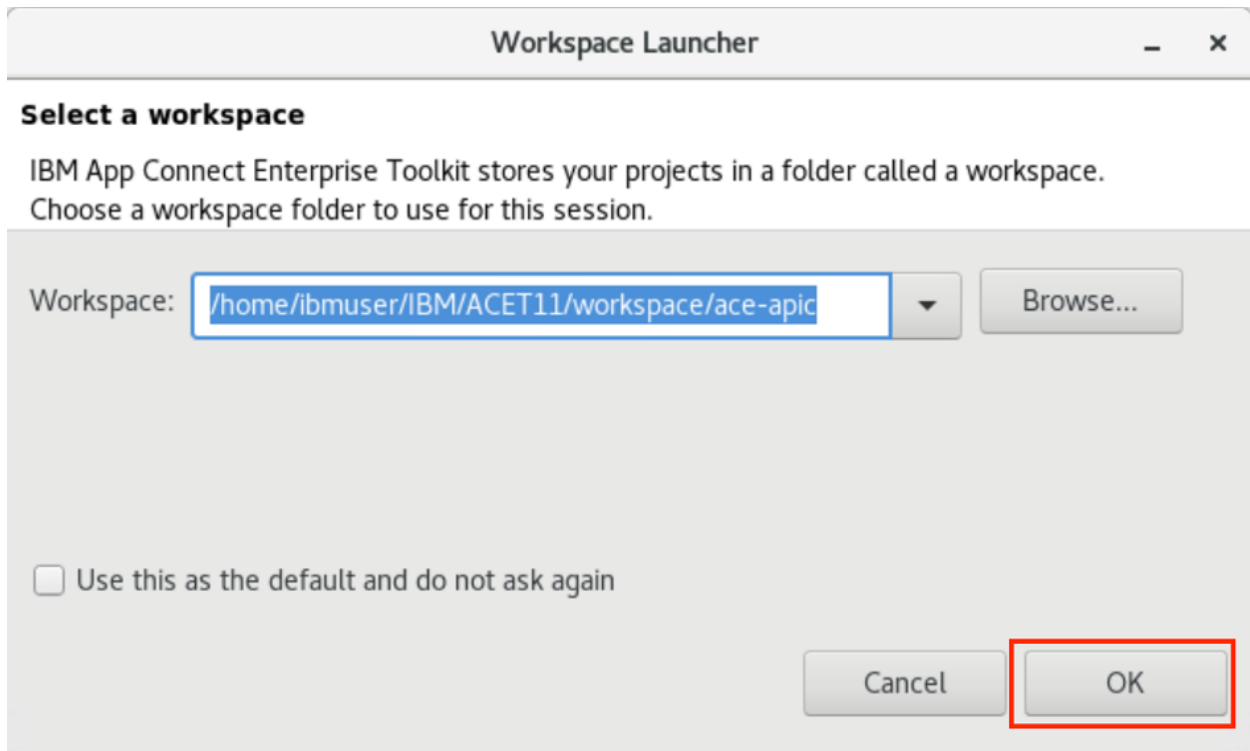 Workspace Launcher
Select a workspace
IBM App Connect Enterprise Toolkit stores your projects in a folder called a workspace.
Choose a workspace folder to use for this session.
Workspace: /home/ibmuser/IBM/ACET11/workspace/ace-apic Browse...
Use this as the default and do not ask again
Cancel OK